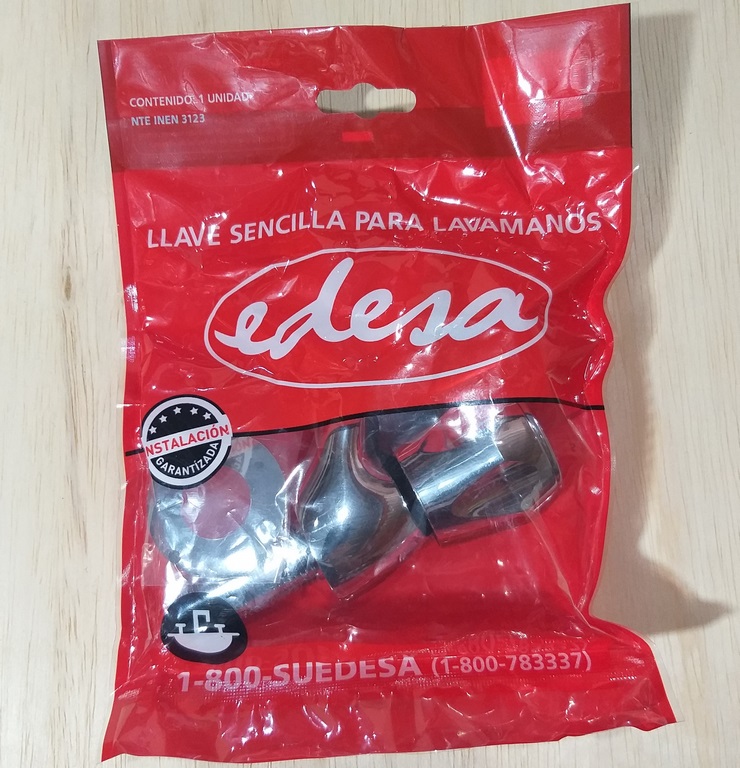 CONTENIDO: 1 UNIDAD
NTE INEN 3123
LLAVE SENCILLA PARA LAVAMANOS
edesa
INSTALACIÓN
GARANTIZADA
1-800-SUEDESA (1-800-783337)